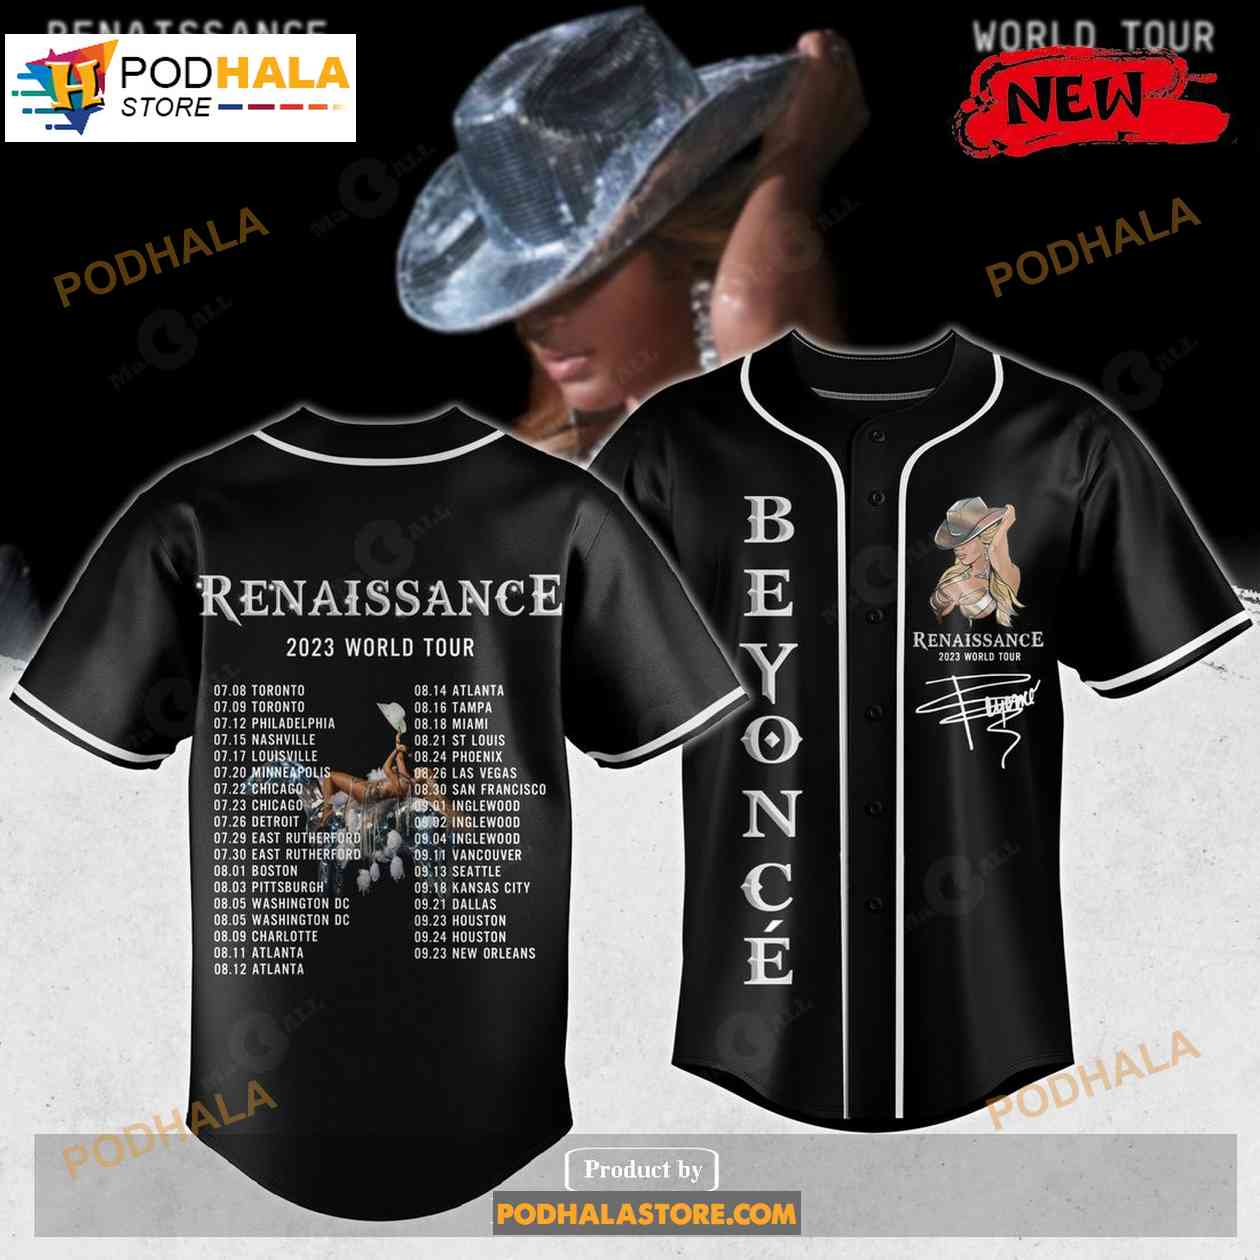 RENAISSANCE
WORLD TOUR
H
PODHALA
STORE
NEW
PODHALA
PODHALA
RENAISSANCE
2023 WORLD TOUR
07.08 TORONTO
07.09 TORONTO
07.12 PHILADELPHIA
07.15 NASHVILLE
07.17 LOUISVILLE
07.20 MINNEAPOLIS
07.22 CHICAGO
07.23 CHICAGO
07.26 DETROIT
07.29 EAST RUTHERFORD
07.30 EAST RUTHERFORD
08.01 BOSTON
08.03 PITTSBURGH
08.05 WASHINGTON DC
08.05 WASHINGTON DC
08.09 CHARLOTTE
08.11 ATLANTA
08.12 ATLANTA
08.14 ATLANTA
08.16 TAMPA
08.18 MIAMI
08.21 ST LOUIS
08.24 PHOENIX
08.26 LAS VEGAS
08.30 SAN FRANCISCO
09.01 INGLEWOOD
09.02 INGLEWOOD
09.04 INGLEWOOD
09.11 VANCOUVER
09.13 SEATTLE
09.18 KANSAS CITY
09.21 DALLAS
09.23 HOUSTON
09.24 HOUSTON
09.23 NEW ORLEANS
BEYONCÉ
RENAISSANCE
2023 WORLD TOUR
Beyoncé
PODHALA
PODHALA
Product by
PODHALASTORE.COM